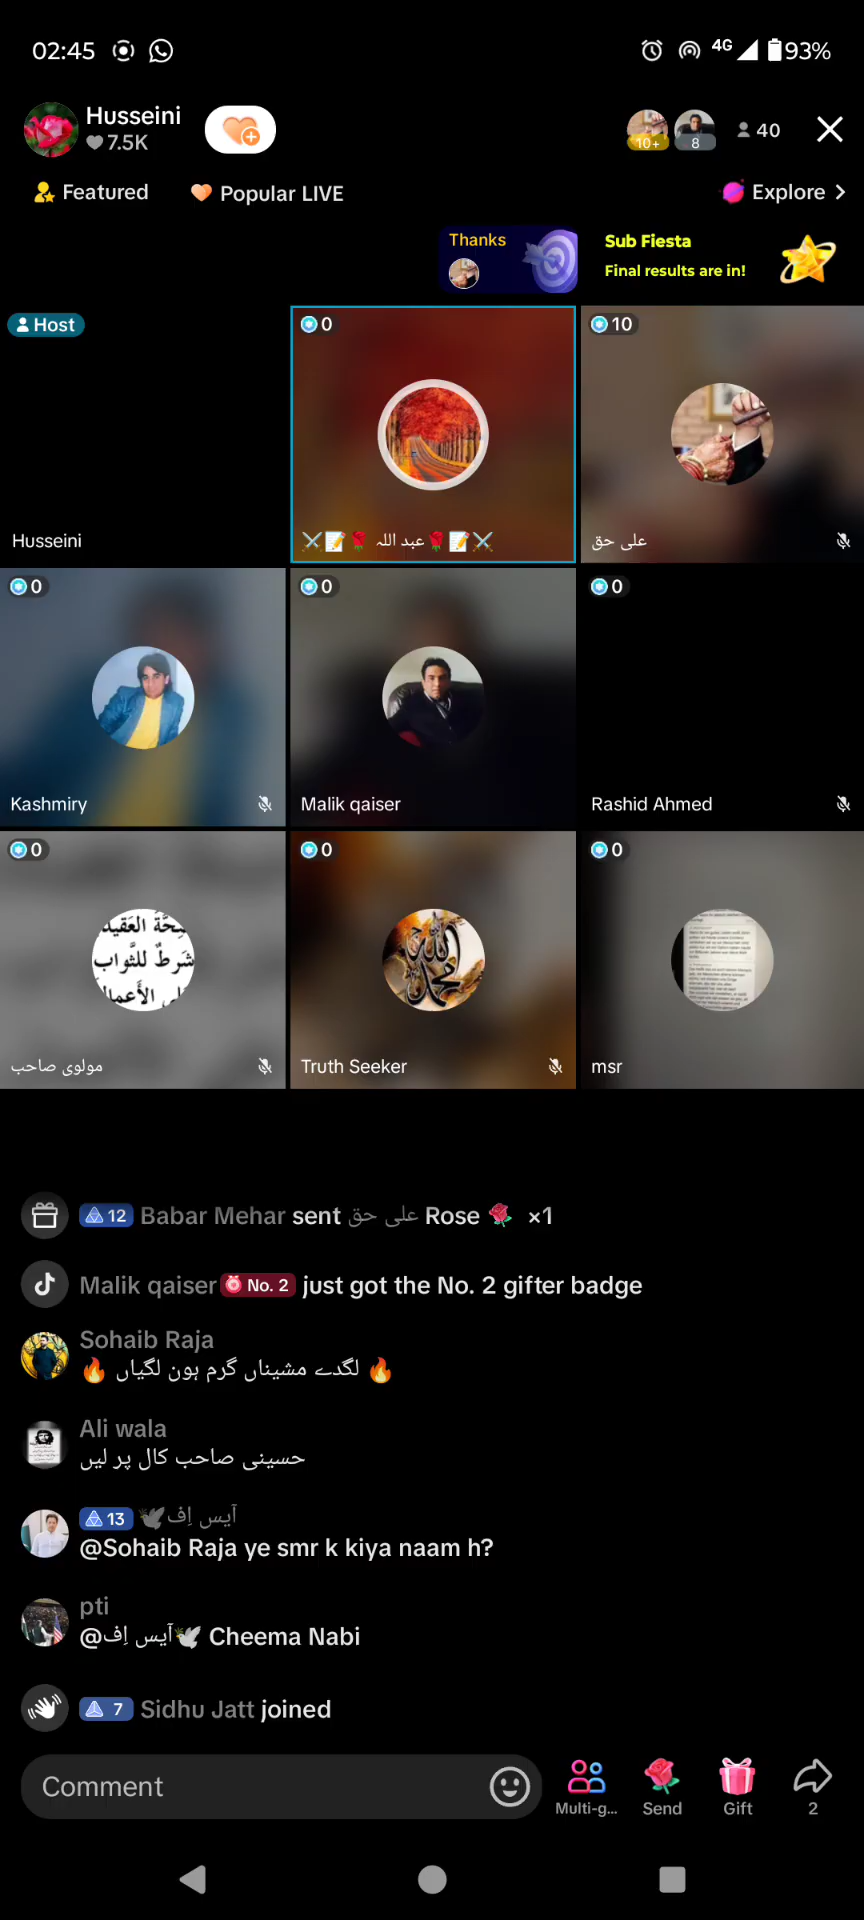 02:45
4G 93%
Husseini
7.5K
10+
8
40
Featured
Popular LIVE
Explore
Thanks
Sub Fiesta
Final results are in!
Host
0
10
Husseini
عبد اللہ
علی حق
0
0
0
Kashmiry
Malik qaiser
Rashid Ahmed
0
0
0
مولوی صاحب
Truth Seeker
msr
12 Babar Mehar sent علی حق Rose ×1
Malik qaiser No. 2 just got the No. 2 gifter badge
Sohaib Raja
🔥 لگدے مشیناں گرم ہون لگیاں 🔥
Ali wala
حسینی صاحب کال پر لیں
13 آیس اِف🕊
@Sohaib Raja ye smr k kiya naam h?
pti
@آیس اِف🕊 Cheema Nabi
7 Sidhu Jatt joined
Comment
Multi-g...
Send
Gift
2